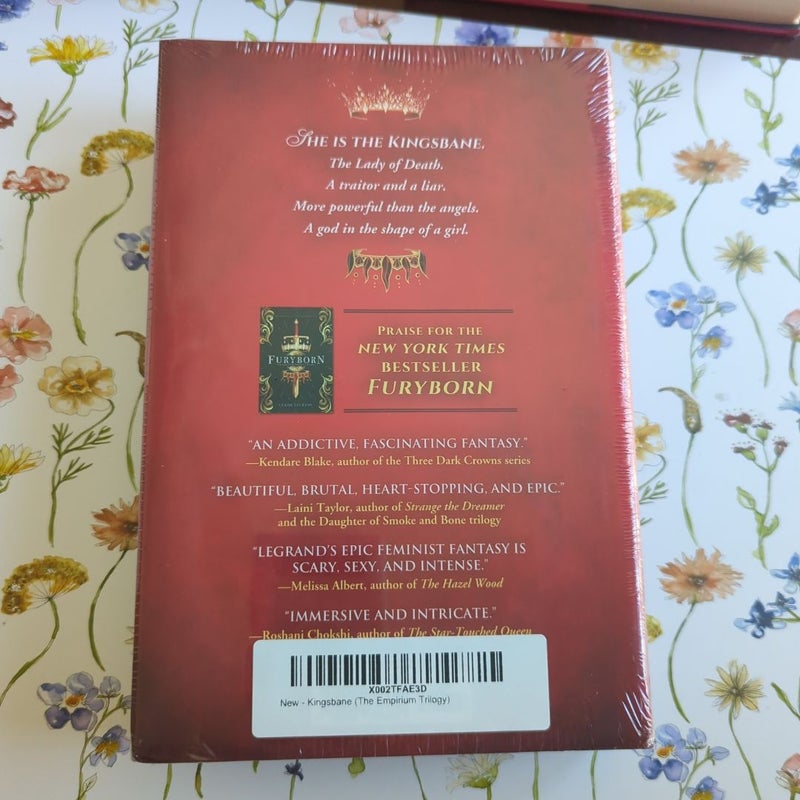 SHE IS THE KINGSBANE.
The Lady of Death.
A traitor and a liar.
More powerful than the angels.
A god in the shape of a girl.
FURYBORN
PRAISE FOR THE
NEW YORK TIMES
BESTSELLER
FURYBORN
“AN ADDICTIVE, FASCINATING FANTASY.”
—Kendare Blake, author of the Three Dark Crowns series
“BEAUTIFUL, BRUTAL, HEART-STOPPING, AND EPIC.”
—Laini Taylor, author of Strange the Dreamer
and the Daughter of Smoke and Bone trilogy
“LEGRAND’S EPIC FEMINIST FANTASY IS
SCARY, SEXY, AND INTENSE.”
—Melissa Albert, author of The Hazel Wood
“IMMERSIVE AND INTRICATE.”
—Roshani Chokshi, author of The Star-Touched Queen
X002TFAE3D
New - Kingsbane (The Empirium Trilogy)